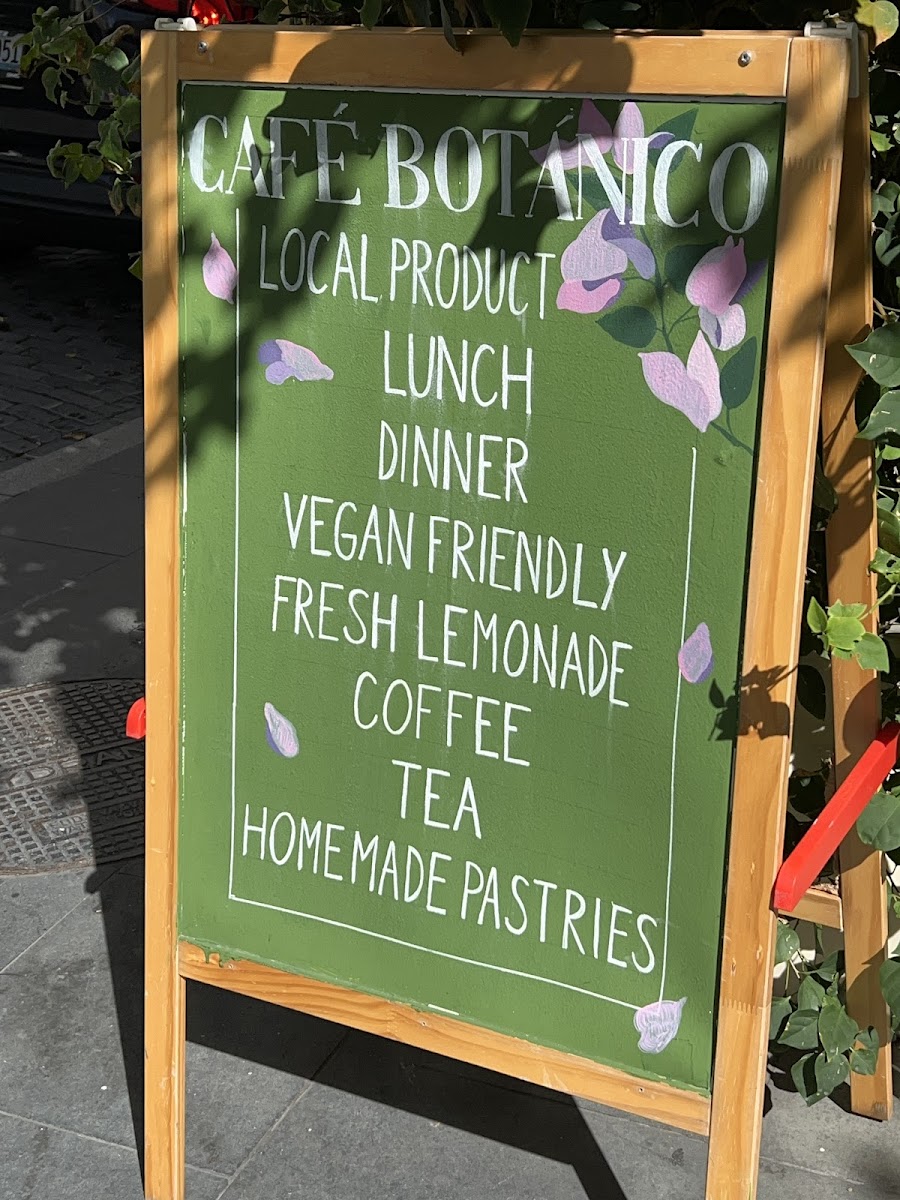 CAFÉ BOTÁNICO
LOCAL PRODUCT
LUNCH
DINNER
VEGAN FRIENDLY
FRESH LEMONADE
COFFEE
TEA
HOMEMADE PASTRIES